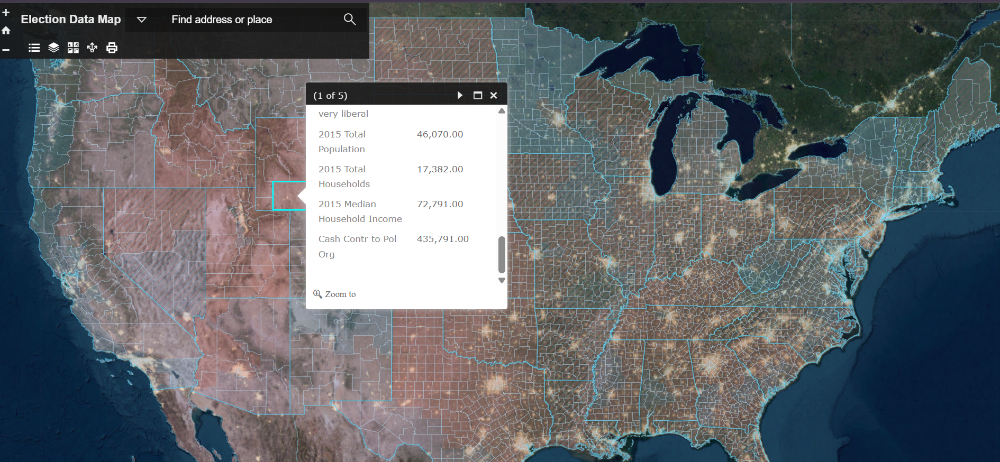 Election Data Map
Find address or place
(1 of 5)
very liberal
2015 Total 46,070.00
Population
2015 Total 17,382.00
Households
2015 Median 72,791.00
Household Income
Cash Contr to Pol 435,791.00
Org
Zoom to